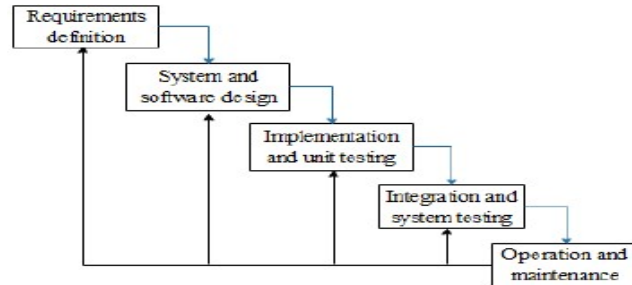 Requirements
definition
System and
software design
Implementation
and unit testing
Integration and
system testing
Operation and
maintenance